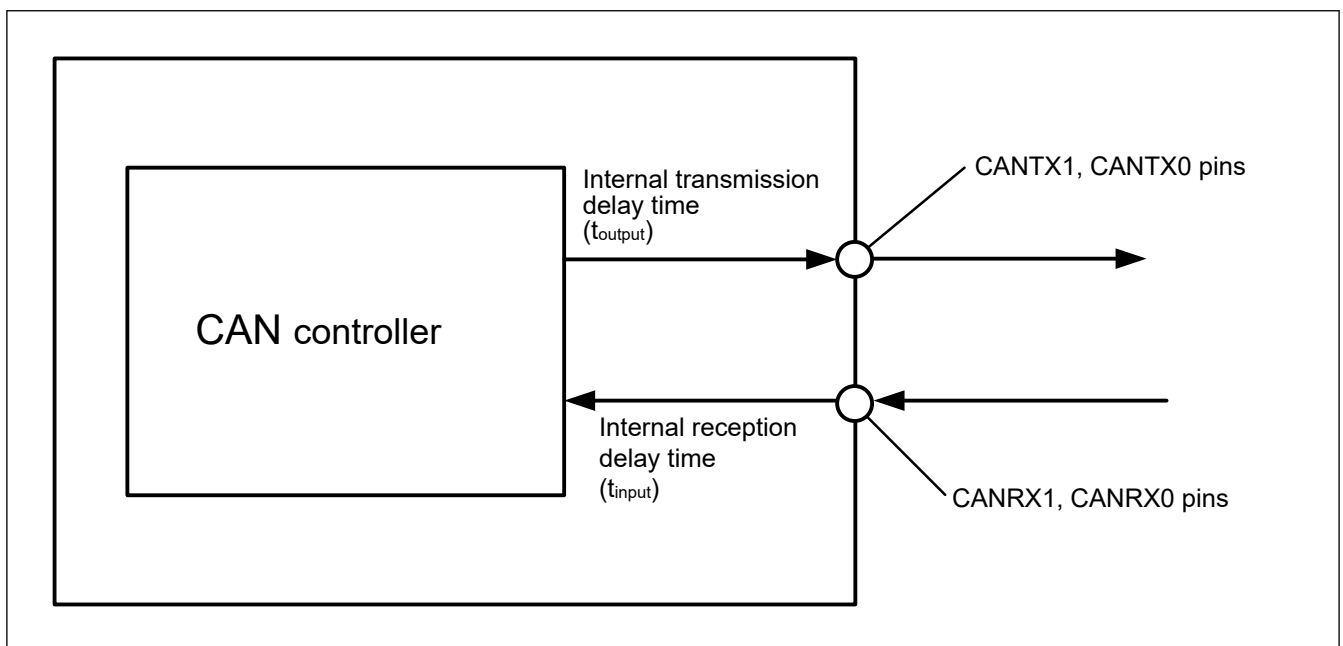 CAN controller
Internal transmission
delay time
(toutput)
CANTX1, CANTX0 pins
Internal reception
delay time
(tinput)
CANRX1, CANRX0 pins